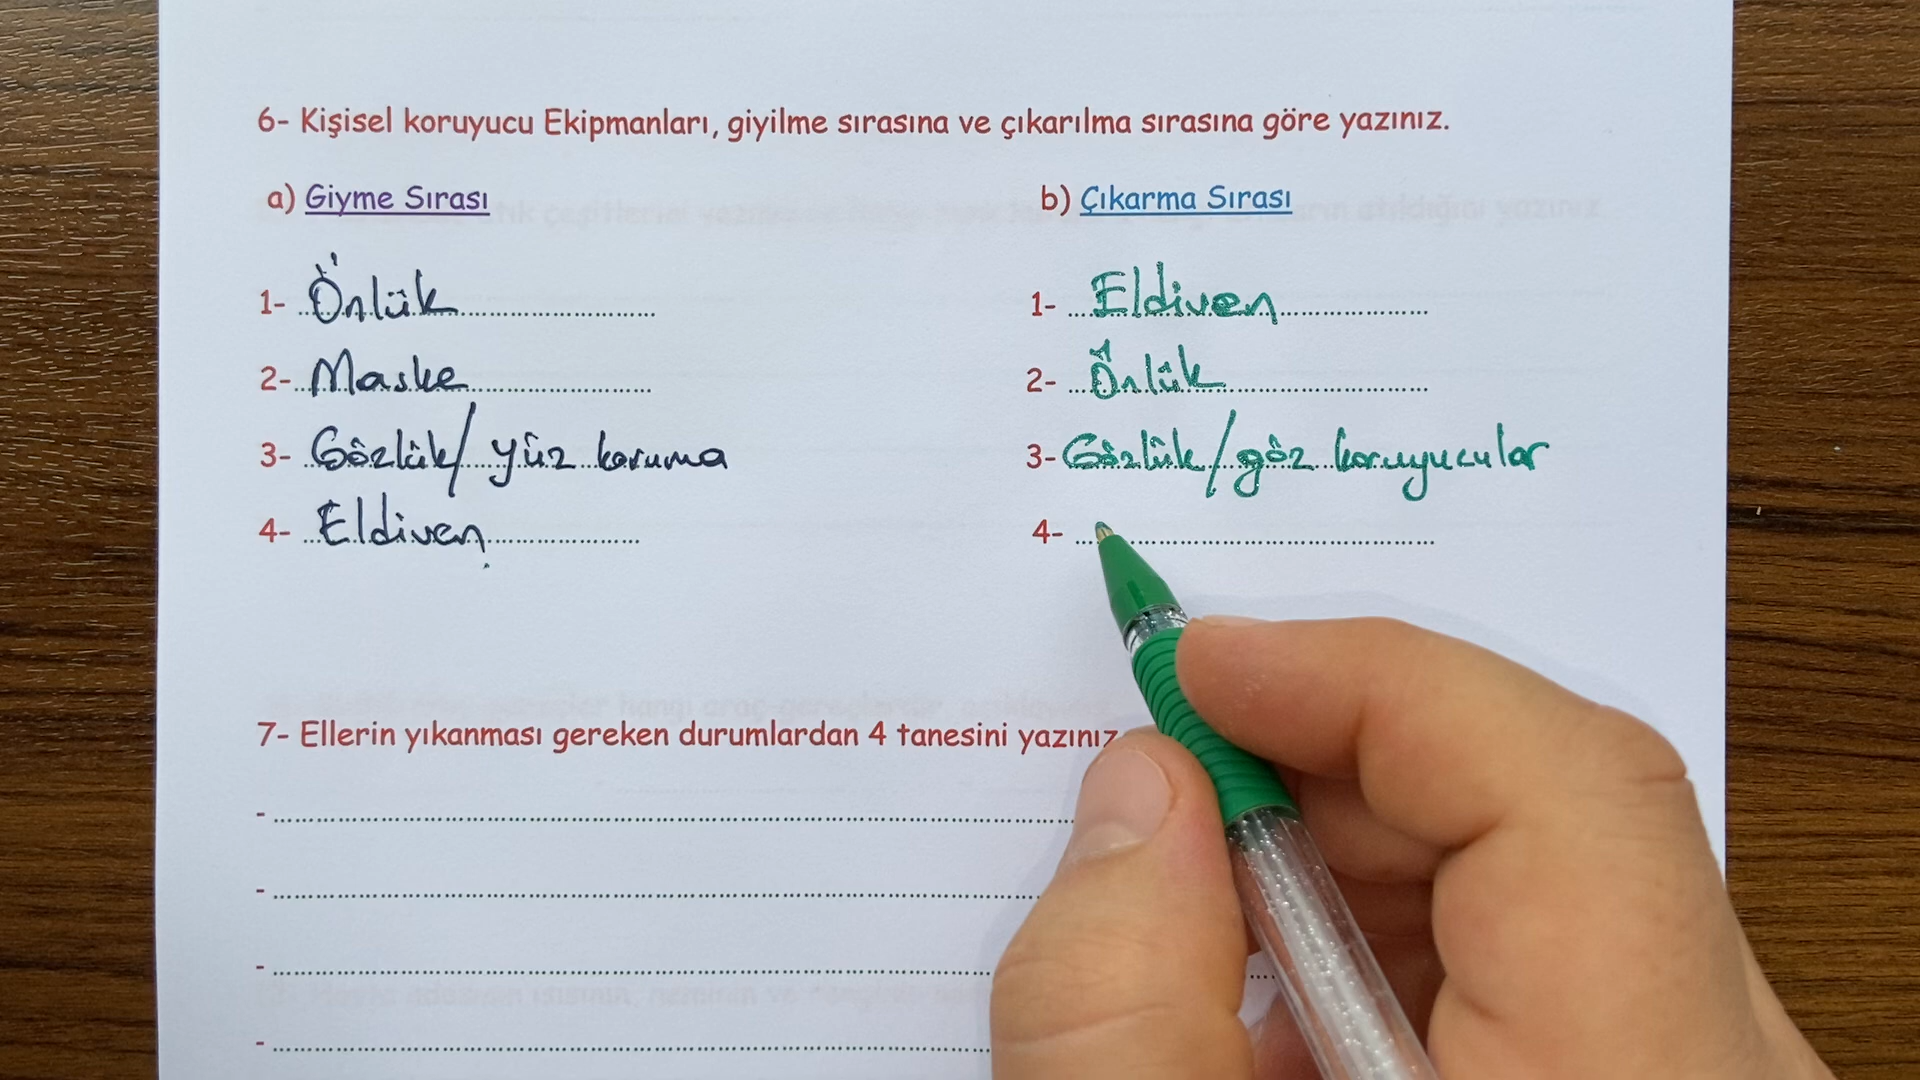 6- Kişisel koruyucu Ekipmanları, giyilme sırasına ve çıkarılma sırasına göre yazınız.
a) Giyme Sırası
1- Önlük
2- Maske
3- Gözlük/ yüz koruma
4- Eldiven
b) Çıkarma Sırası
1- Eldiven
2- Önlük
3- Gözlük/göz koruyucular
4-
7- Ellerin yıkanması gereken durumlardan 4 tanesini yazınız
-
-
-
-